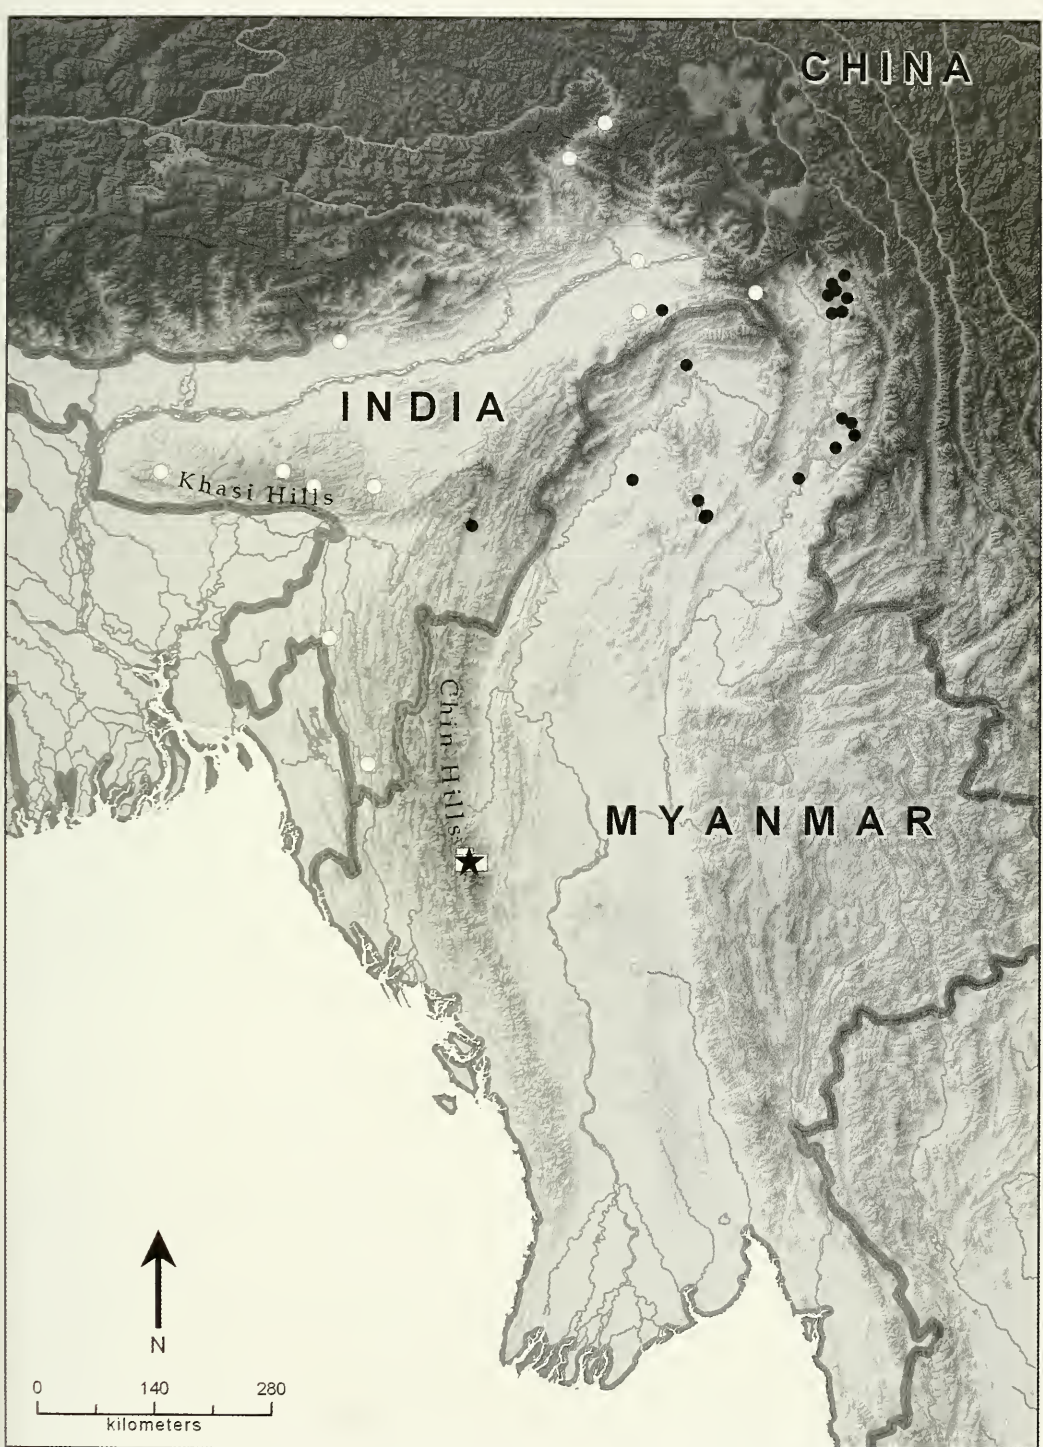 CHINA
INDIA
Khasi Hills
Chin Hills
MYANMAR
N
0 140 280
kilometers